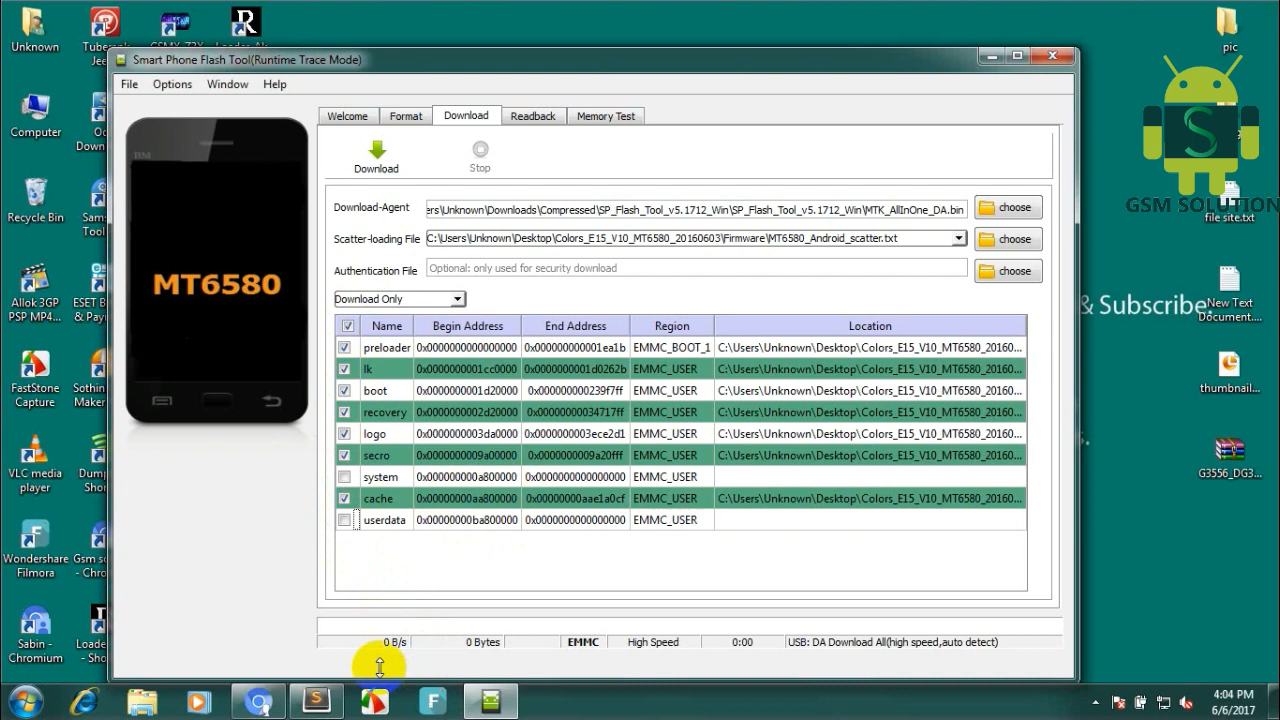 Unknown
Computer
Recycle Bin
Allok 3GP
PSP MP4...
FastStone
Capture
VLC media
player
Wondershare
Filmora
Sabin -
Chromium
ESET
& Pay
Smart Phone Flash Tool(Runtime Trace Mode)
File Options Window Help
BM
MT6580
Welcome Format Download Readback Memory Test
Download Stop
Download-Agent ers\Unknown\Downloads\Compressed\SP_Flash_Tool_v5.1712_Win\SP_Flash_Tool_v5.1712_Win\MTK_AllInOne_DA.bin choose
Scatter-loading File C:\Users\Unknown\Desktop\Colors_E15_V10_MT6580_20160603\Firmware\MT6580_Android_scatter.txt choose
Authentication File Optional: only used for security download choose
Download Only
Name Begin Address End Address Region Location
preloader 0x0000000000000000 0x000000000001ea1b EMMC_BOOT_1 C:\Users\Unknown\Desktop\Colors_E15_V10_MT6580_20160...
lk 0x0000000001cc0000 0x0000000001d0262b EMMC_USER C:\Users\Unknown\Desktop\Colors_E15_V10_MT6580_20160...
boot 0x0000000001d20000 0x000000000239f7ff EMMC_USER C:\Users\Unknown\Desktop\Colors_E15_V10_MT6580_20160...
recovery 0x0000000002d20000 0x00000000034717ff EMMC_USER C:\Users\Unknown\Desktop\Colors_E15_V10_MT6580_20160...
logo 0x0000000003da0000 0x0000000003ece2d1 EMMC_USER C:\Users\Unknown\Desktop\Colors_E15_V10_MT6580_20160...
secro 0x0000000009a00000 0x0000000009a20fff EMMC_USER C:\Users\Unknown\Desktop\Colors_E15_V10_MT6580_20160...
system 0x000000000a800000 0x0000000000000000 EMMC_USER
cache 0x00000000aa800000 0x00000000aae1a0cf EMMC_USER C:\Users\Unknown\Desktop\Colors_E15_V10_MT6580_20160...
userdata 0x00000000ba800000 0x0000000000000000 EMMC_USER
0 B/s 0 Bytes EMMC High Speed 0:00 USB: DA Download All(high speed,auto detect)
pic
S
GSM SOLUTION
file site.txt
& Subscribe.
New Text
Document....
thumbnail...
G3556_DG3...
4:04 PM
6/6/2017